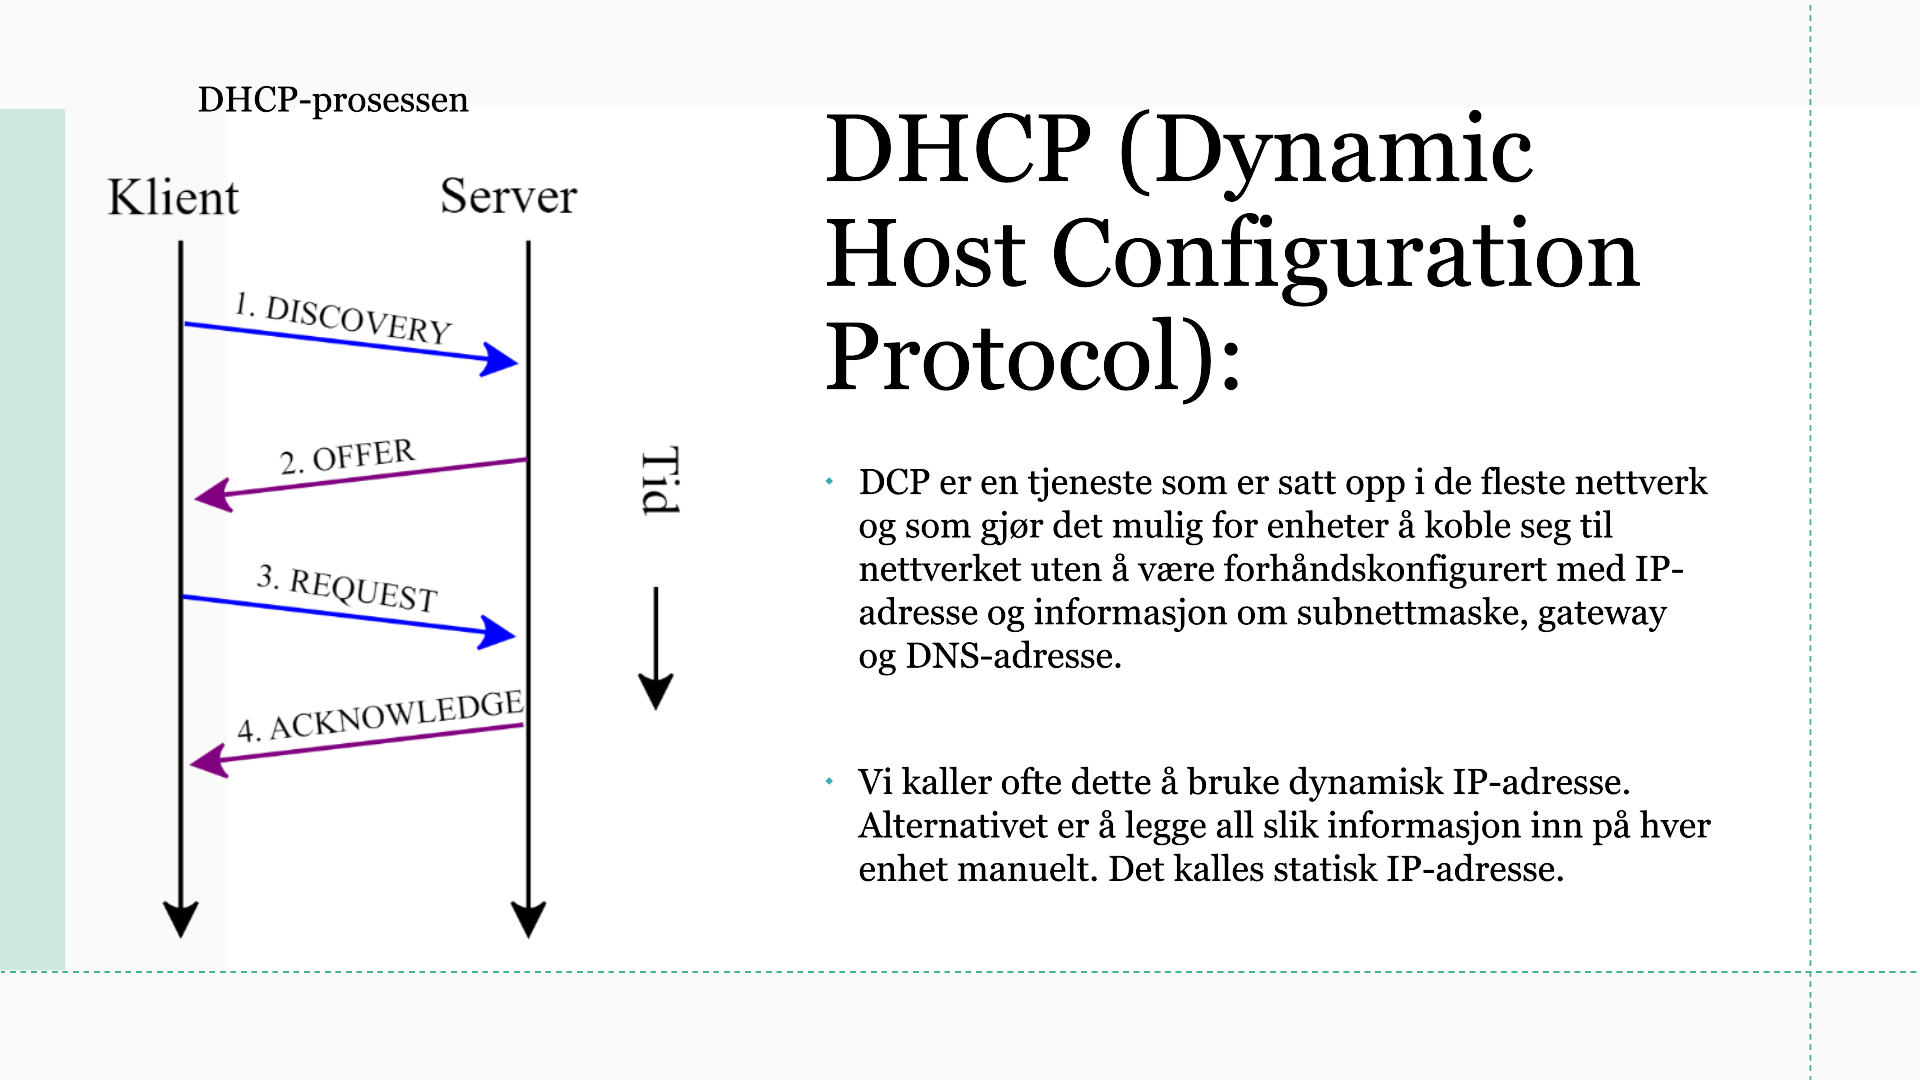 DHCP-prosessen
Klient
Server
1. DISCOVERY
2. OFFER
3. REQUEST
4. ACKNOWLEDGE
Tid
DHCP (Dynamic
Host Configuration
Protocol):
DCP er en tjeneste som er satt opp i de fleste nettverk
og som gjør det mulig for enheter å koble seg til
nettverket uten å være forhåndskonfigurert med IP-
adresse og informasjon om subnettmaske, gateway
og DNS-adresse.
Vi kaller ofte dette å bruke dynamisk IP-adresse.
Alternativet er å legge all slik informasjon inn på hver
enhet manuelt. Det kalles statisk IP-adresse.